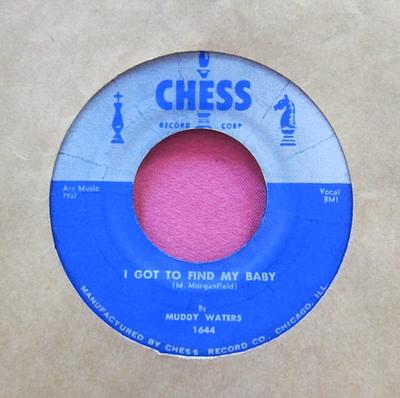 CHESS
RECORD CORP
Arc Music
7937
Vocal
BMI
I GOT TO FIND MY BABY
(M. Morganfield)
By
MUDDY WATERS
1644
MANUFACTURED BY CHESS RECORD CO., CHICAGO, ILL.